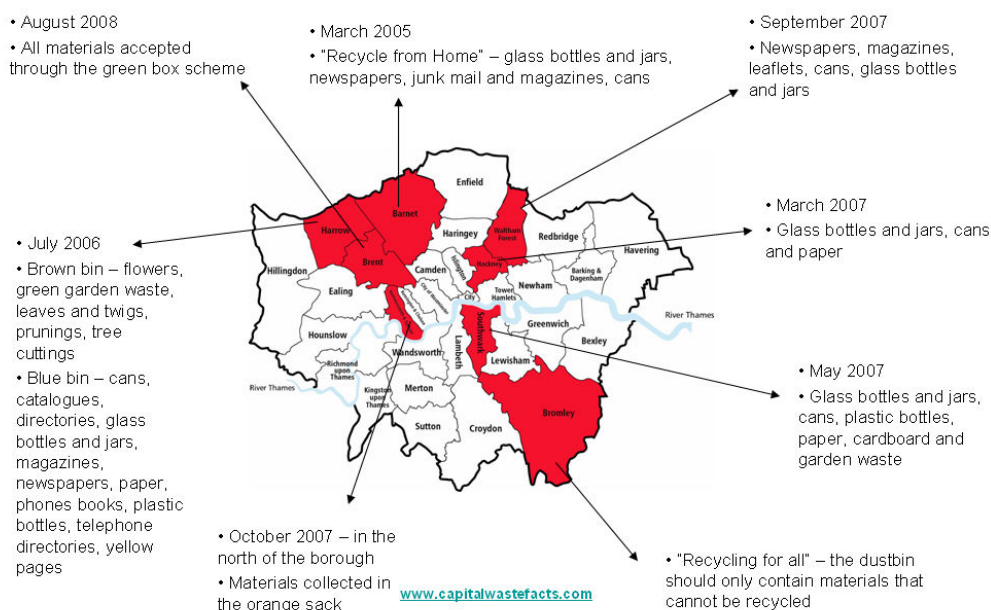 • August 2008
• All materials accepted
through the green box scheme
• March 2005
• "Recycle from Home" – glass bottles and jars,
newspapers, junk mail and magazines, cans
• September 2007
• Newspapers, magazines,
leaflets, cans, glass bottles
and jars
• March 2007
• Glass bottles and jars, cans
and paper
• May 2007
• Glass bottles and jars,
cans, plastic bottles,
paper, cardboard and
garden waste
• "Recycling for all" – the dustbin
should only contain materials that
cannot be recycled
• October 2007 – in the
north of the borough
• Materials collected in
the orange sack
• July 2006
• Brown bin – flowers,
green garden waste,
leaves and twigs,
prunings, tree
cuttings
• Blue bin – cans,
catalogues,
directories, glass
bottles and jars,
magazines,
newspapers, paper,
phones books, plastic
bottles, telephone
directories, yellow
pages
www.capitalwastefacts.com
Enfield
Barnet
Harrow
Haringey
Waltham
Forest
Redbridge
Havering
Hillingdon
Brent
Camden
Islington
Hackney
Barking &
Dagenham
Ealing
City of Westminster
City
Tower
Hamlets
Newham
Hounslow
Southwark
Greenwich
Bexley
River Thames
Richmond
upon
Thames
Wandsworth
Lambeth
Lewisham
River Thames
Kingston
upon
Thames
Merton
Sutton
Croydon
Bromley